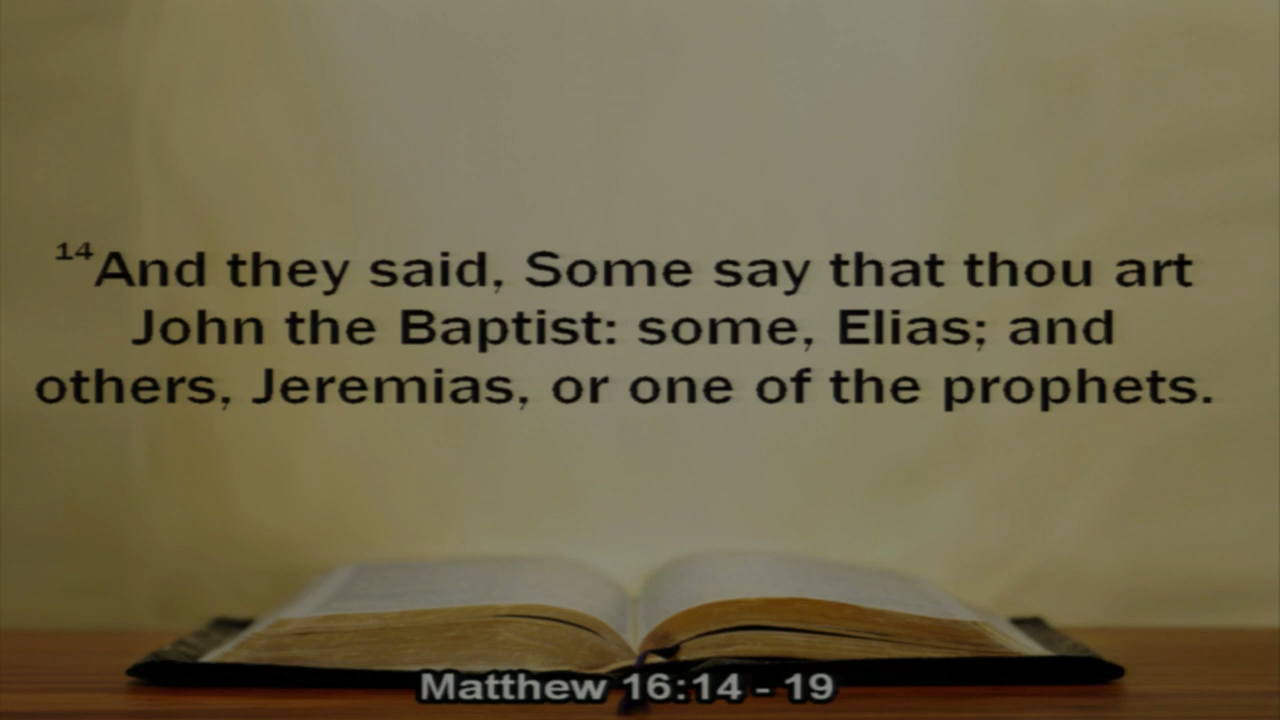 14And they said, Some say that thou art
John the Baptist: some, Elias; and
others, Jeremias, or one of the prophets.
Matthew 16:14 - 19